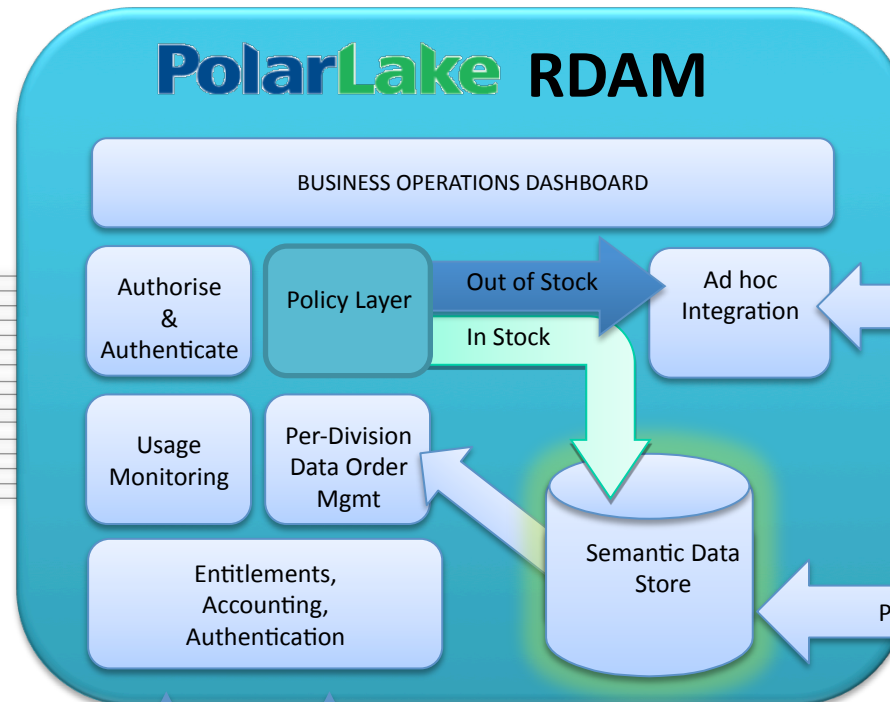 PolarLake RDAM
BUSINESS OPERATIONS DASHBOARD
Authorise
&
Authenticate
Policy Layer
Out of Stock
In Stock
Ad hoc
Integration
Usage
Monitoring
Per-Division
Data Order
Mgmt
Semantic Data
Store
Entitlements,
Accounting,
Authentication
P